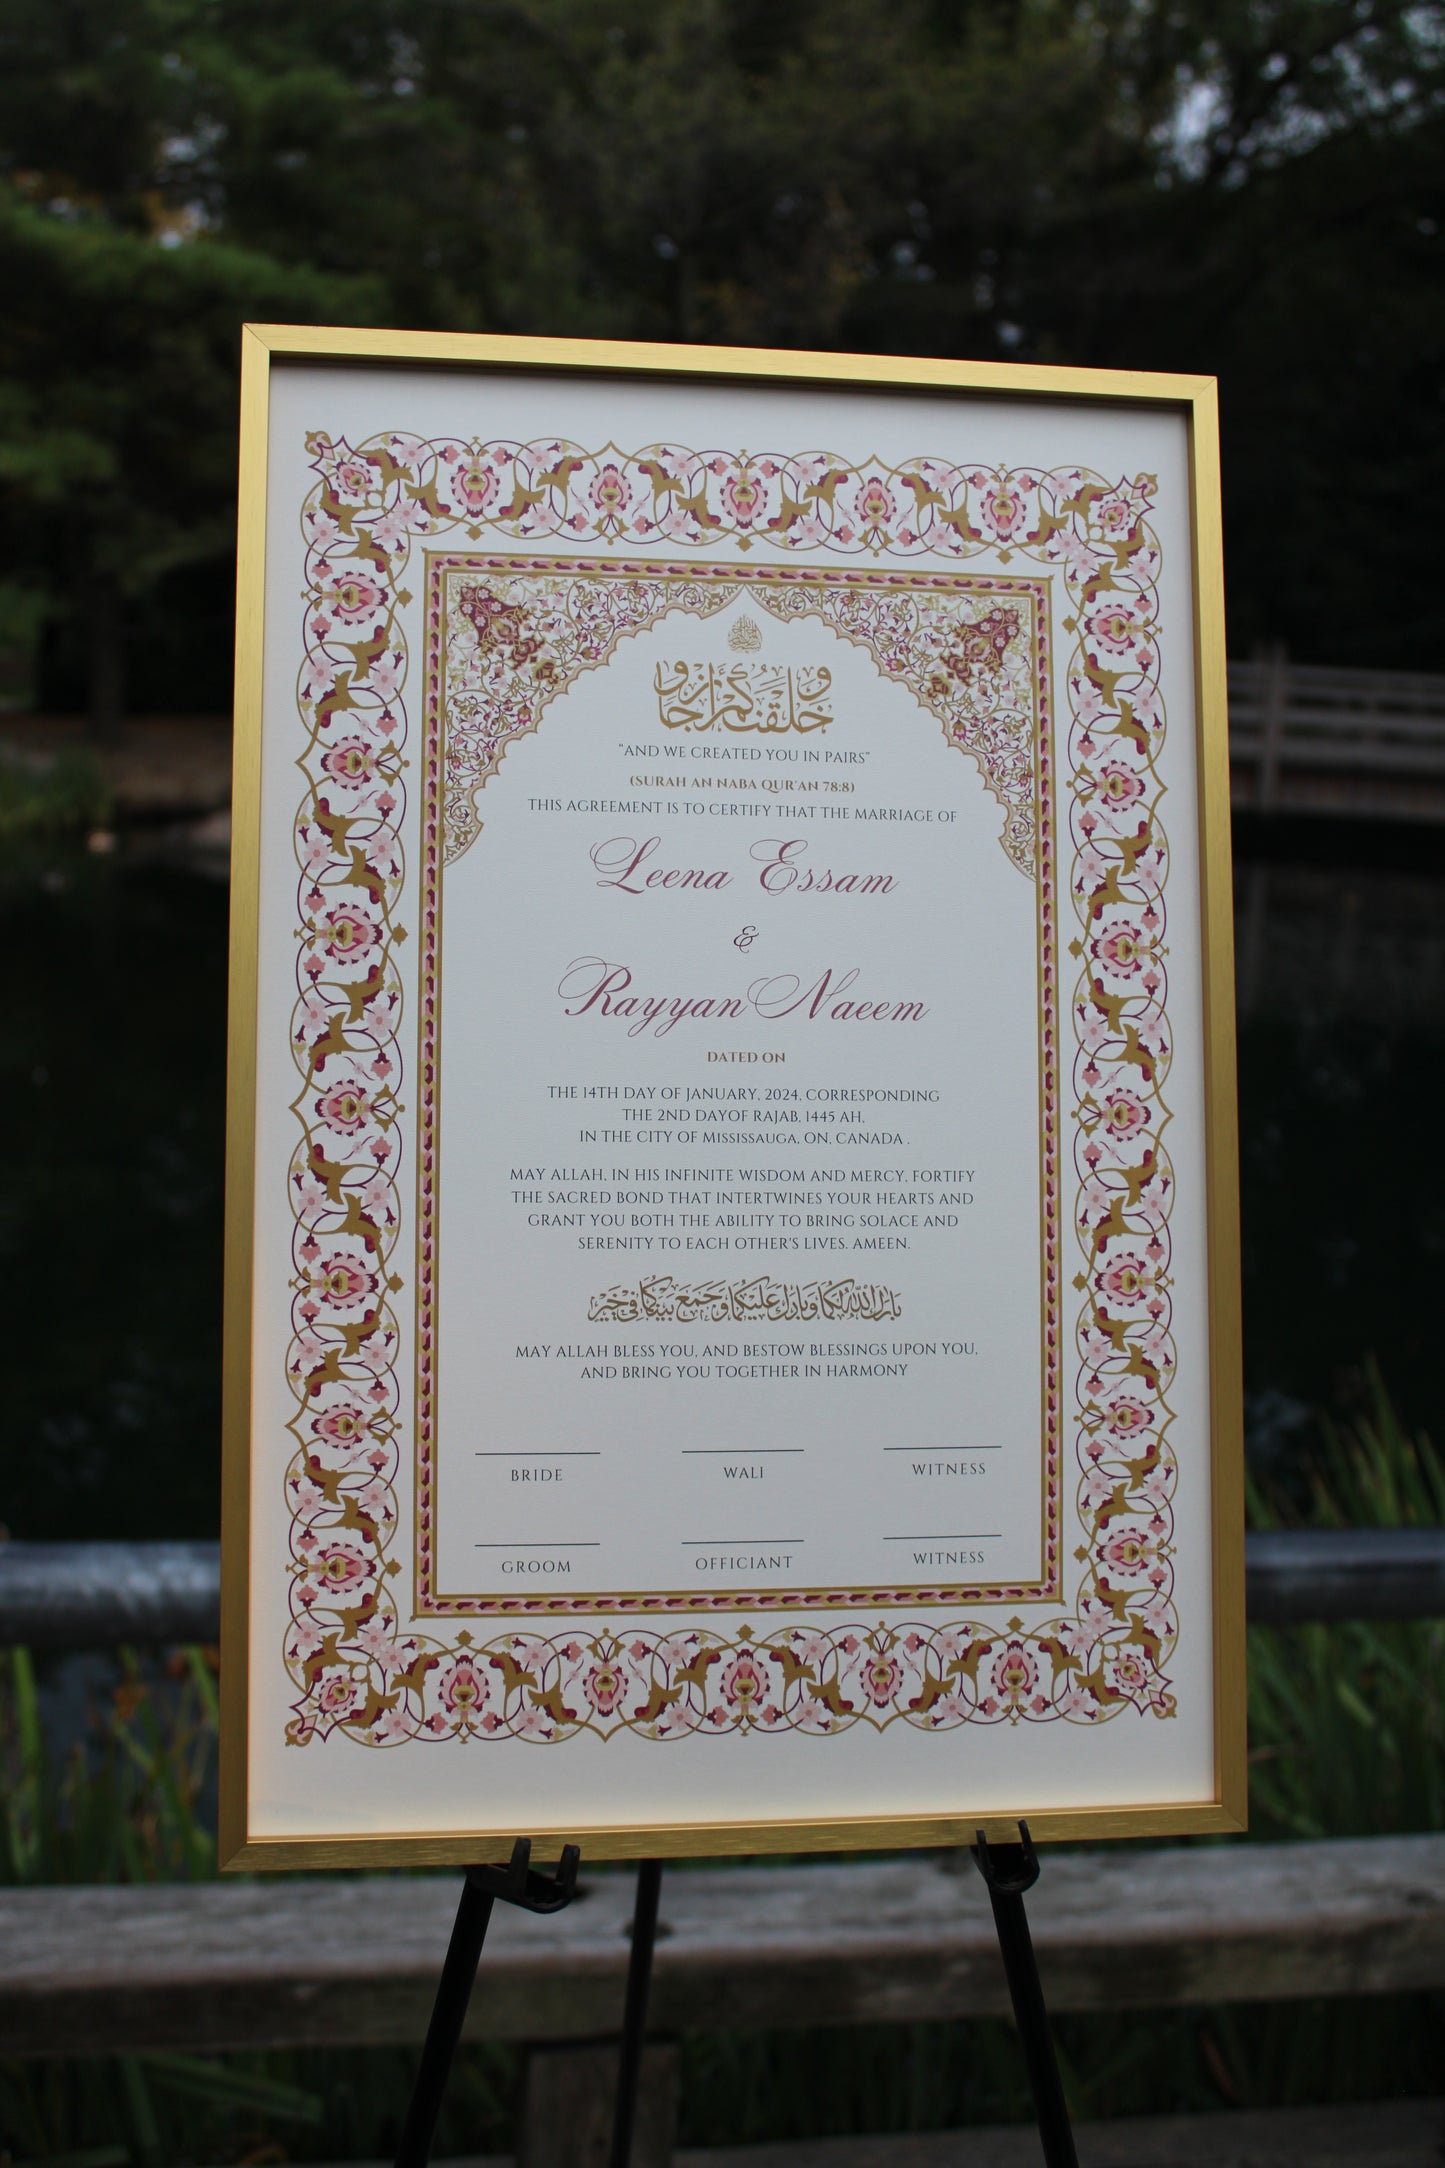 وخلقنكم أزواجا
"AND WE CREATED YOU IN PAIRS"
(SURAH AN NABA QUR'AN 78:8)
THIS AGREEMENT IS TO CERTIFY THAT THE MARRIAGE OF
Leena Essam
&
Rayyan Naeem
DATED ON
THE 14TH DAY OF JANUARY, 2024, CORRESPONDING
THE 2ND DAYOF RAJAB, 1445 AH,
IN THE CITY OF MISSISSAUGA, ON, CANADA .
MAY ALLAH, IN HIS INFINITE WISDOM AND MERCY, FORTIFY
THE SACRED BOND THAT INTERTWINES YOUR HEARTS AND
GRANT YOU BOTH THE ABILITY TO BRING SOLACE AND
SERENITY TO EACH OTHER'S LIVES. AMEEN.
بارك الله لكما وبارك عليكما وجمع بينكما في خير
MAY ALLAH BLESS YOU, AND BESTOW BLESSINGS UPON YOU,
AND BRING YOU TOGETHER IN HARMONY
BRIDE WALI WITNESS
GROOM OFFICIANT WITNESS